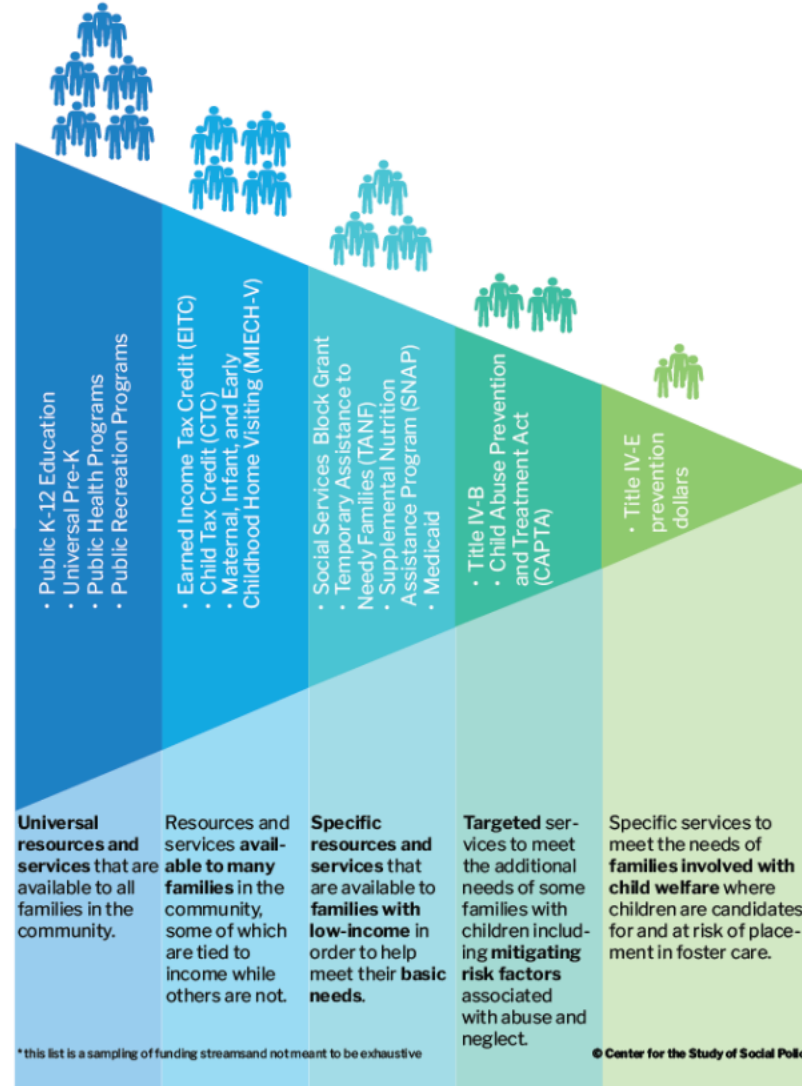 • Public K-12 Education
• Universal Pre-K
• Public Health Programs
• Public Recreation Programs
• Earned Income Tax Credit (EITC)
• Child Tax Credit (CTC)
• Maternal, Infant, and Early
Childhood Home Visiting (MIECH-V)
• Social Services Block Grant
• Temporary Assistance to
Needy Families (TANF)
• Supplemental Nutrition
Assistance Program (SNAP)
• Medicaid
• Title IV-B
• Child Abuse Prevention
and Treatment Act
(CAPTA)
• Title IV-E
prevention
dollars
Universal
resources and
services that are
available to all
families in the
community.
Resources and
services avail-
able to many
families in the
community,
some of which
are tied to
income while
others are not.
Specific
resources and
services that
are available to
families with
low-income in
order to help
meet their basic
needs.
Targeted ser-
vices to meet
the additional
needs of some
families with
children includ-
ing mitigating
risk factors
associated
with abuse and
neglect.
Specific services to
meet the needs of
families involved with
child welfare where
children are candidates
for and at risk of place-
ment in foster care.
*this list is a sampling of funding streamsand not meant to be exhaustive
© Center for the Study of Social